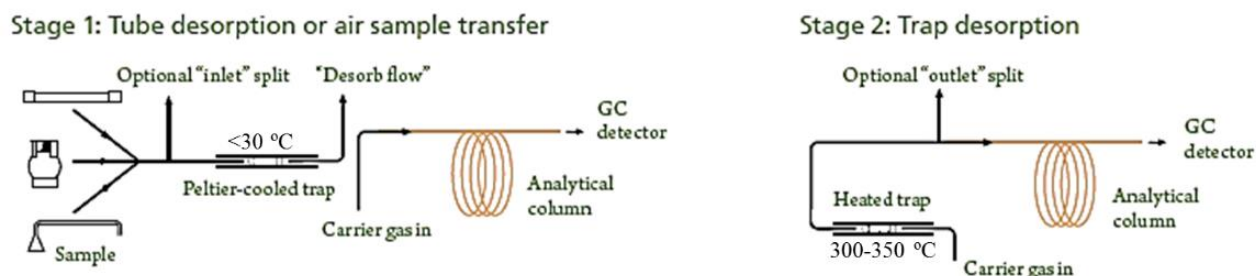 Stage 1: Tube desorption or air sample transfer
Optional “inlet” split
“Desorb flow”
<30 ºC
GC
detector
Peltier-cooled trap
Analytical
column
Carrier gas in
Sample
Stage 2: Trap desorption
Optional “outlet” split
GC
detector
Heated trap
Analytical
column
300-350 ºC
Carrier gas in